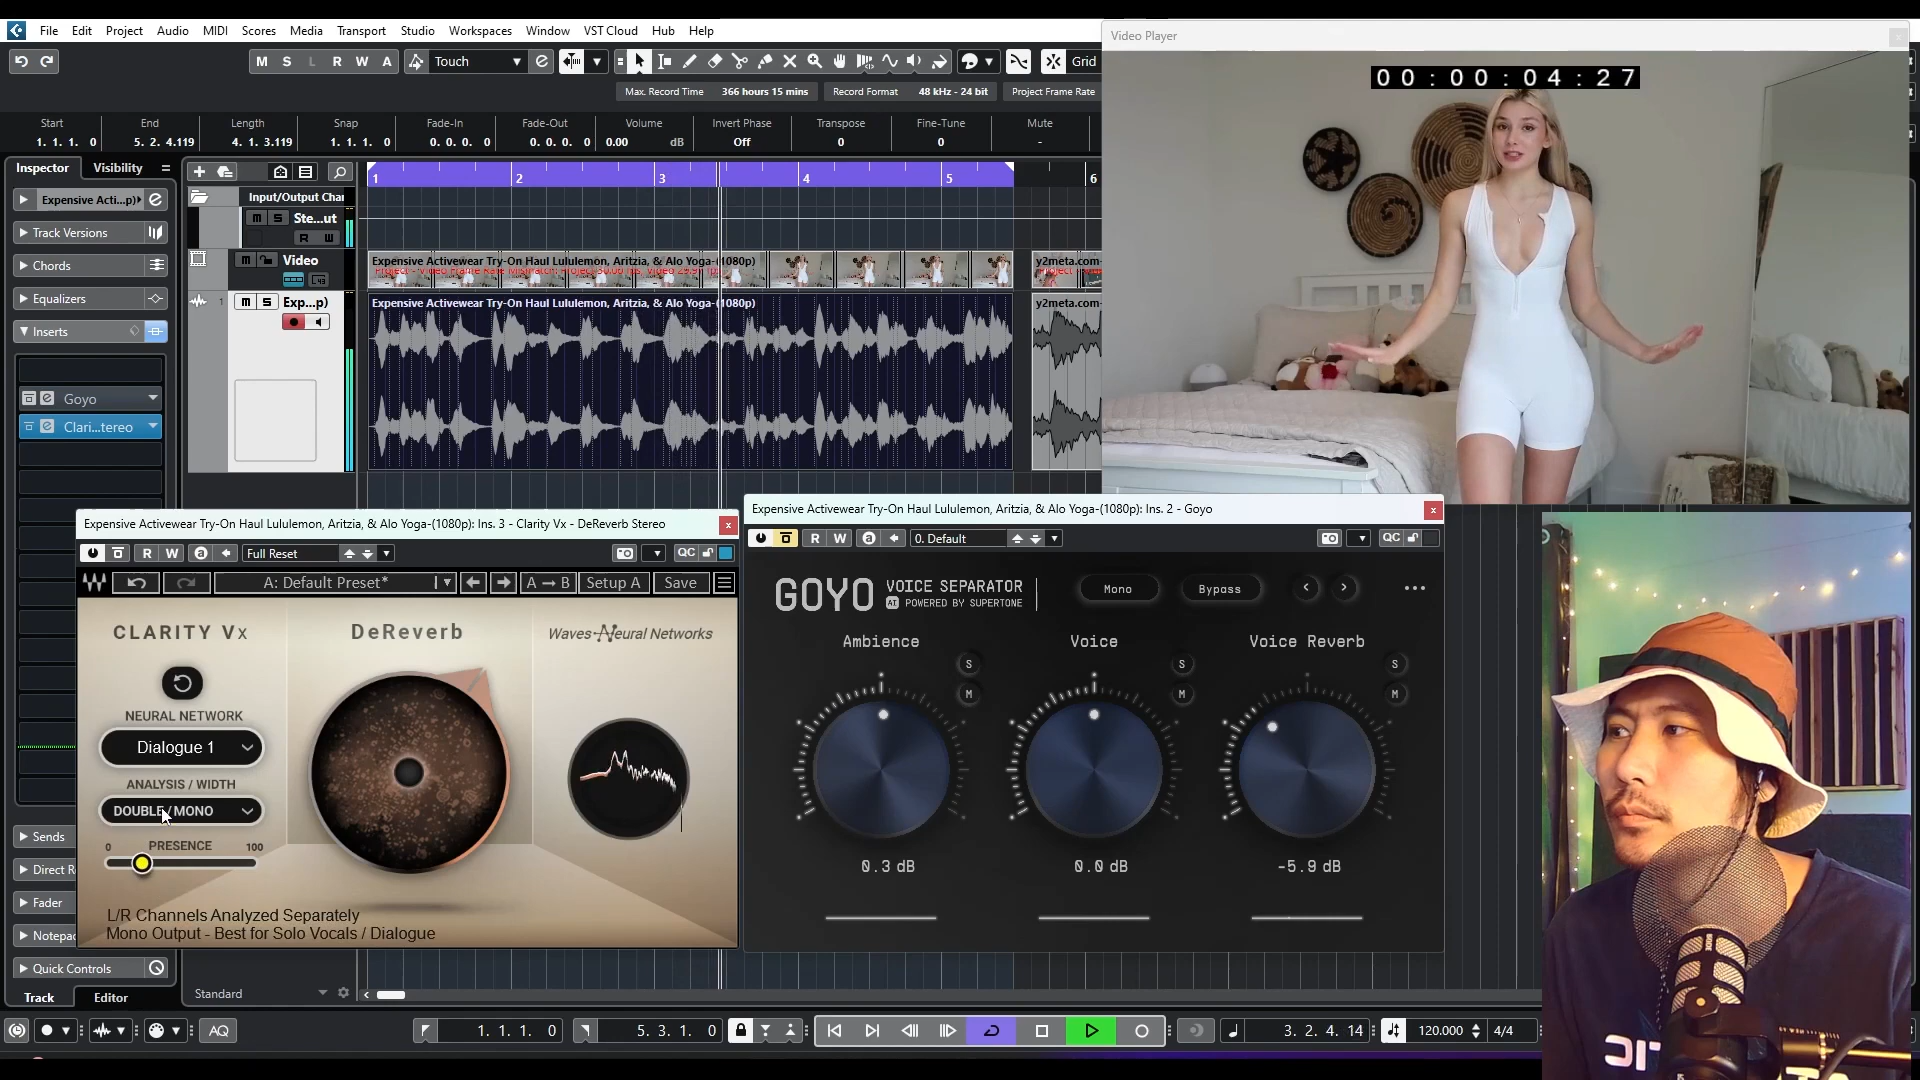 File Edit Project Audio MIDI Scores Media Transport Studio Workspaces Window VST Cloud Hub Help
Video Player
M S L R W A Touch Grid
00:00:04:27
Max. Record Time 366 hours 15 mins Record Format 48 kHz - 24 bit Project Frame Rate
Start End Length Snap Fade-In Fade-Out Volume Invert Phase Transpose Fine-Tune Mute
1. 1. 1. 0 5. 2. 4.119 4. 1. 3.119 1. 1. 1. 0 0. 0. 0. 0 0. 0. 0. 0 0.00 dB Off 0 0 -
Inspector Visibility
1 2 3 4 5 6
Expensive Acti...p)
Input/Output Char
m S Ste...ut
R W
Track Versions
Chords
m Video
Expensive Activewear Try-On Haul Lululemon, Aritzia, & Alo Yoga-(1080p)
y2meta.com-
Equalizers
1 m S Exp...p)
Expensive Activewear Try-On Haul Lululemon, Aritzia, & Alo Yoga-(1080p)
y2meta.com-
Inserts
Goyo
Clari...tereo
Expensive Activewear Try-On Haul Lululemon, Aritzia, & Alo Yoga-(1080p): Ins. 3 - Clarity Vx - DeReverb Stereo
R W a Full Reset QC
A: Default Preset* A → B Setup A Save
CLARITY Vx
DeReverb
Waves Neural Networks
NEURAL NETWORK
Dialogue 1
ANALYSIS / WIDTH
DOUBLE / MONO
0 PRESENCE 100
L/R Channels Analyzed Separately
Mono Output - Best for Solo Vocals / Dialogue
Expensive Activewear Try-On Haul Lululemon, Aritzia, & Alo Yoga-(1080p): Ins. 2 - Goyo
R W a 0. Default QC
GOYO VOICE SEPARATOR
AI POWERED BY SUPERTONE
Mono Bypass < >
Ambience Voice Voice Reverb
S S S
M M M
0.3 dB 0.0 dB -5.9 dB
Sends
Direct R
Fader
Notepad
Quick Controls
Standard
Track Editor
AQ 1. 1. 1. 0 5. 3. 1. 0 3. 2. 4. 14 120.000 4/4